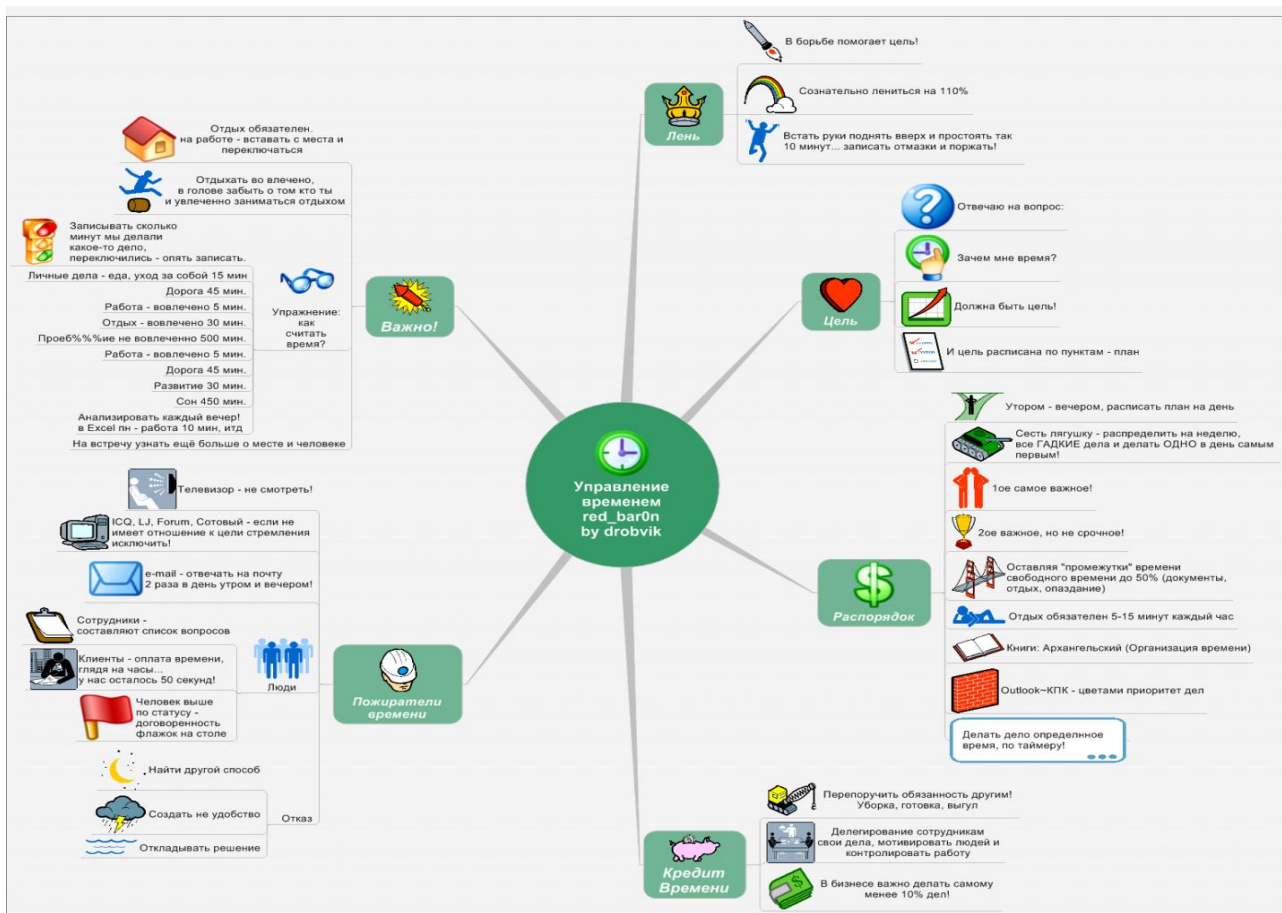 Управление
временем
red_bar0n
by drobvik
Лень
В борьбе помогает цель!
Сознательно лениться на 110%
Встать руки поднять вверх и простоять так
10 минут... записать отмазки и поржать!
Цель
Отвечаю на вопрос:
Зачем мне время?
Должна быть цель!
И цель расписана по пунктам - план
Распорядок
Утором - вечером, расписать план на день
Сесть лягушку - распределить на неделю,
все ГАДКИЕ дела и делать ОДНО в день самым
первым!
1ое самое важное!
2ое важное, но не срочное!
Оставляя "промежутки" времени
свободного времени до 50% (документы,
отдых, опаздание)
Отдых обязателен 5-15 минут каждый час
Книги: Архангельский (Организация времени)
Outlook~КПК - цветами приоритет дел
Делать дело определнное
время, по таймеру!
Кредит
Времени
Перепоручить обязанность другим!
Уборка, готовка, выгул
Делегирование сотрудникам
свои дела, мотивировать людей и
контролировать работу
В бизнесе важно делать самому
менее 10% дел!
Важно!
Отдых обязателен.
на работе - вставать с места и
переключаться
Отдыхать во влечено,
в голове забыть о том кто ты
и увлеченно заниматься отдыхом
Упражнение:
как
считать
время?
Записывать сколько
минут мы делали
какое-то дело,
переключились - опять записать.
Личные дела - еда, уход за собой 15 мин
Дорога 45 мин.
Работа - вовлечено 5 мин.
Отдых - вовлечено 30 мин.
Проеб%%%ие не вовлеченно 500 мин.
Работа - вовлечено 5 мин.
Дорога 45 мин.
Развитие 30 мин.
Сон 450 мин.
Анализировать каждый вечер!
в Excel пн - работа 10 мин, итд
На встречу узнать ещё больше о месте и человеке
Пожиратели
времени
Телевизор - не смотреть!
ICQ, LJ, Forum, Сотовый - если не
имеет отношение к цели стремления
исключить!
e-mail - отвечать на почту
2 раза в день утром и вечером!
Люди
Сотрудники -
составляют список вопросов
Клиенты - оплата времени,
глядя на часы...
у нас осталось 50 секунд!
Человек выше
по статусу -
договоренность
флажок на столе
Отказ
Найти другой способ
Создать не удобство
Откладывать решение